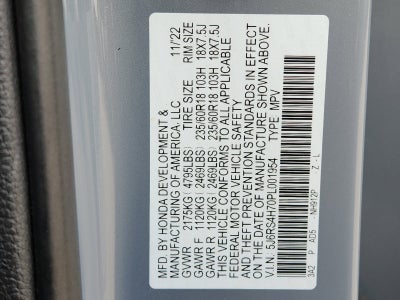 MFD. BY HONDA DEVELOPMENT &
MANUFACTURING OF AMERICA, LLC 11/'22
GVWR 2175KG(4795LBS) TIRE SIZE RIM SIZE
GAWR F 1120KG(2469LBS) 235/60R18 103H 18X7.5J
GAWR R 1120KG(2469LBS) 235/60R18 103H 18X7.5J
THIS VEHICLE CONFORMS TO ALL APPLICABLE
FEDERAL MOTOR VEHICLE SAFETY
AND THEFT PREVENTION STANDARDS IN EFFECT
ON THE DATE OF MANUFACTURE SHOWN ABOVE.
V.I.N. 5J6RS4H70PL001954 TYPE MPV
3A2 P AD5 NH912P Z - L